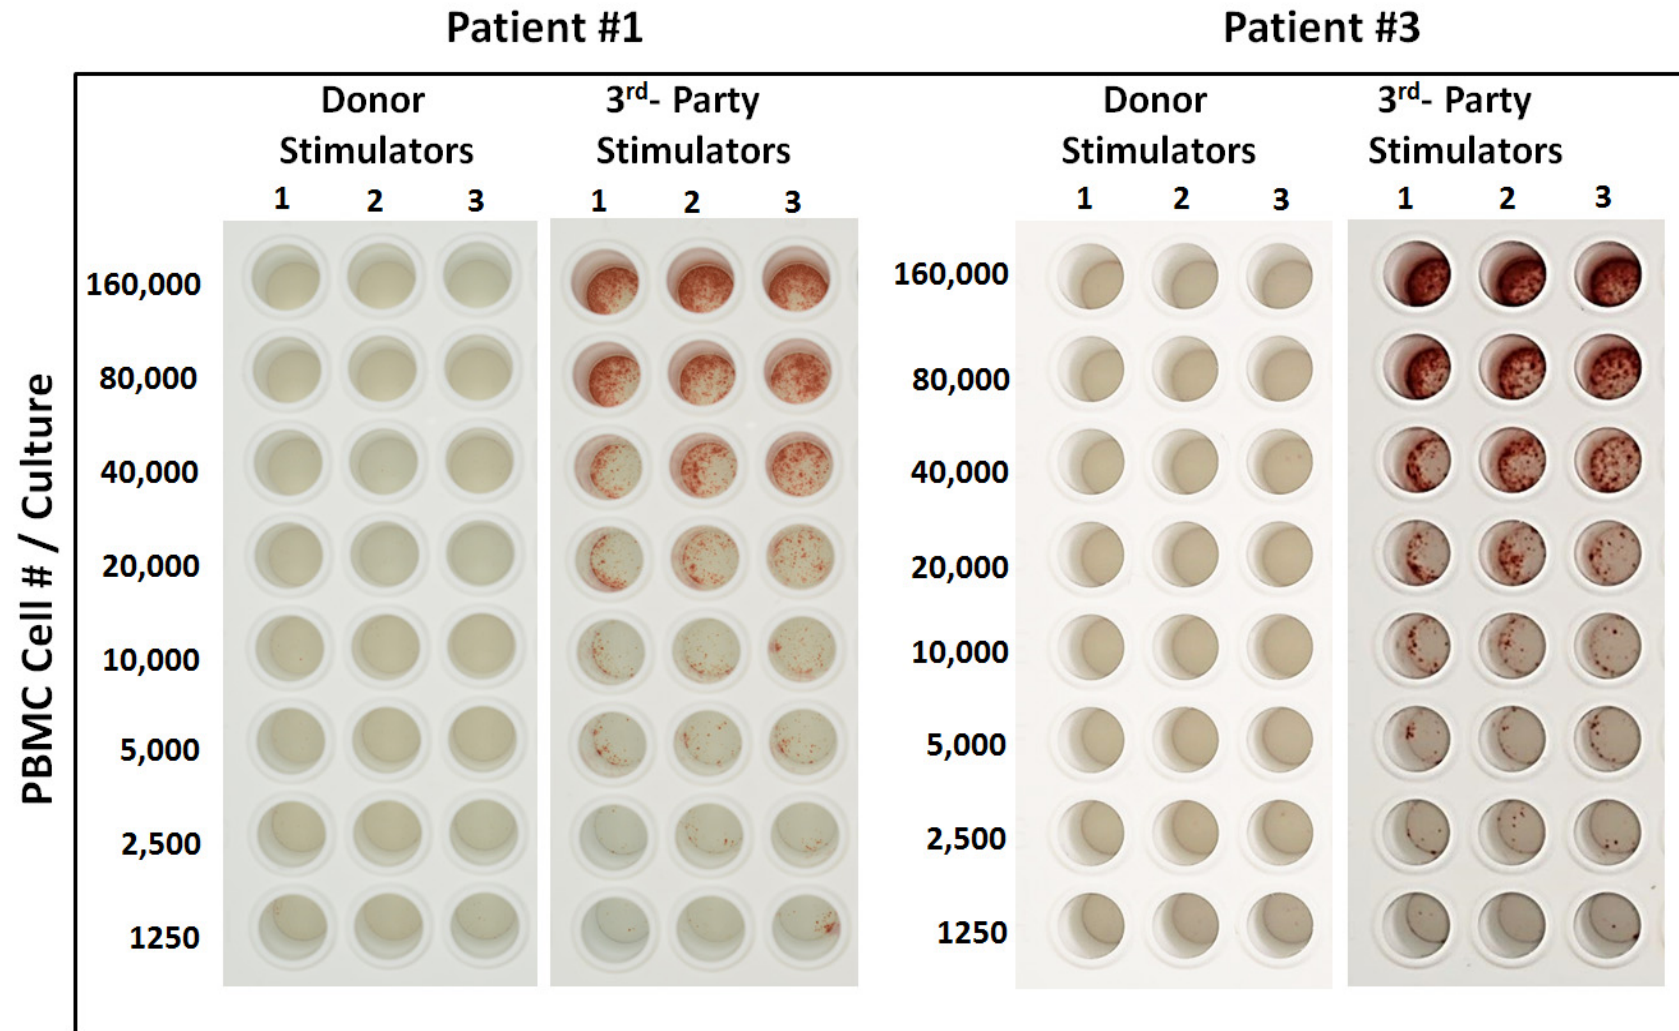 Patient #1
Patient #3
Donor
Stimulators
3rd- Party
Stimulators
Donor
Stimulators
3rd- Party
Stimulators
1 2 3
1 2 3
1 2 3
1 2 3
PBMC Cell # / Culture
160,000
80,000
40,000
20,000
10,000
5,000
2,500
1250
160,000
80,000
40,000
20,000
10,000
5,000
2,500
1250